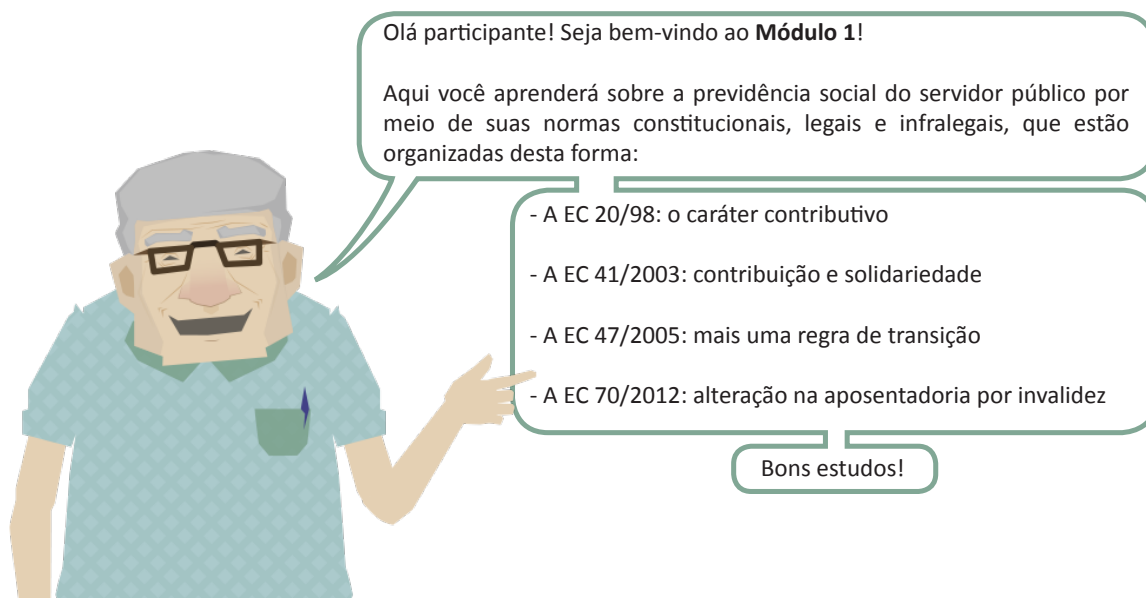 Olá participante! Seja bem-vindo ao Módulo 1!
Aqui você aprenderá sobre a previdência social do servidor público por
meio de suas normas constitucionais, legais e infralegais, que estão
organizadas desta forma:
- A EC 20/98: o caráter contributivo
- A EC 41/2003: contribuição e solidariedade
- A EC 47/2005: mais uma regra de transição
- A EC 70/2012: alteração na aposentadoria por invalidez
Bons estudos!